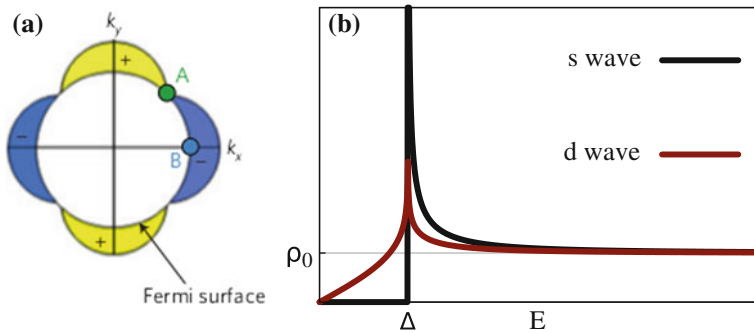 (a)
k_y
+
A
−
B
−
k_x
+
Fermi surface
(b)
s wave
d wave
ρ₀
Δ
E